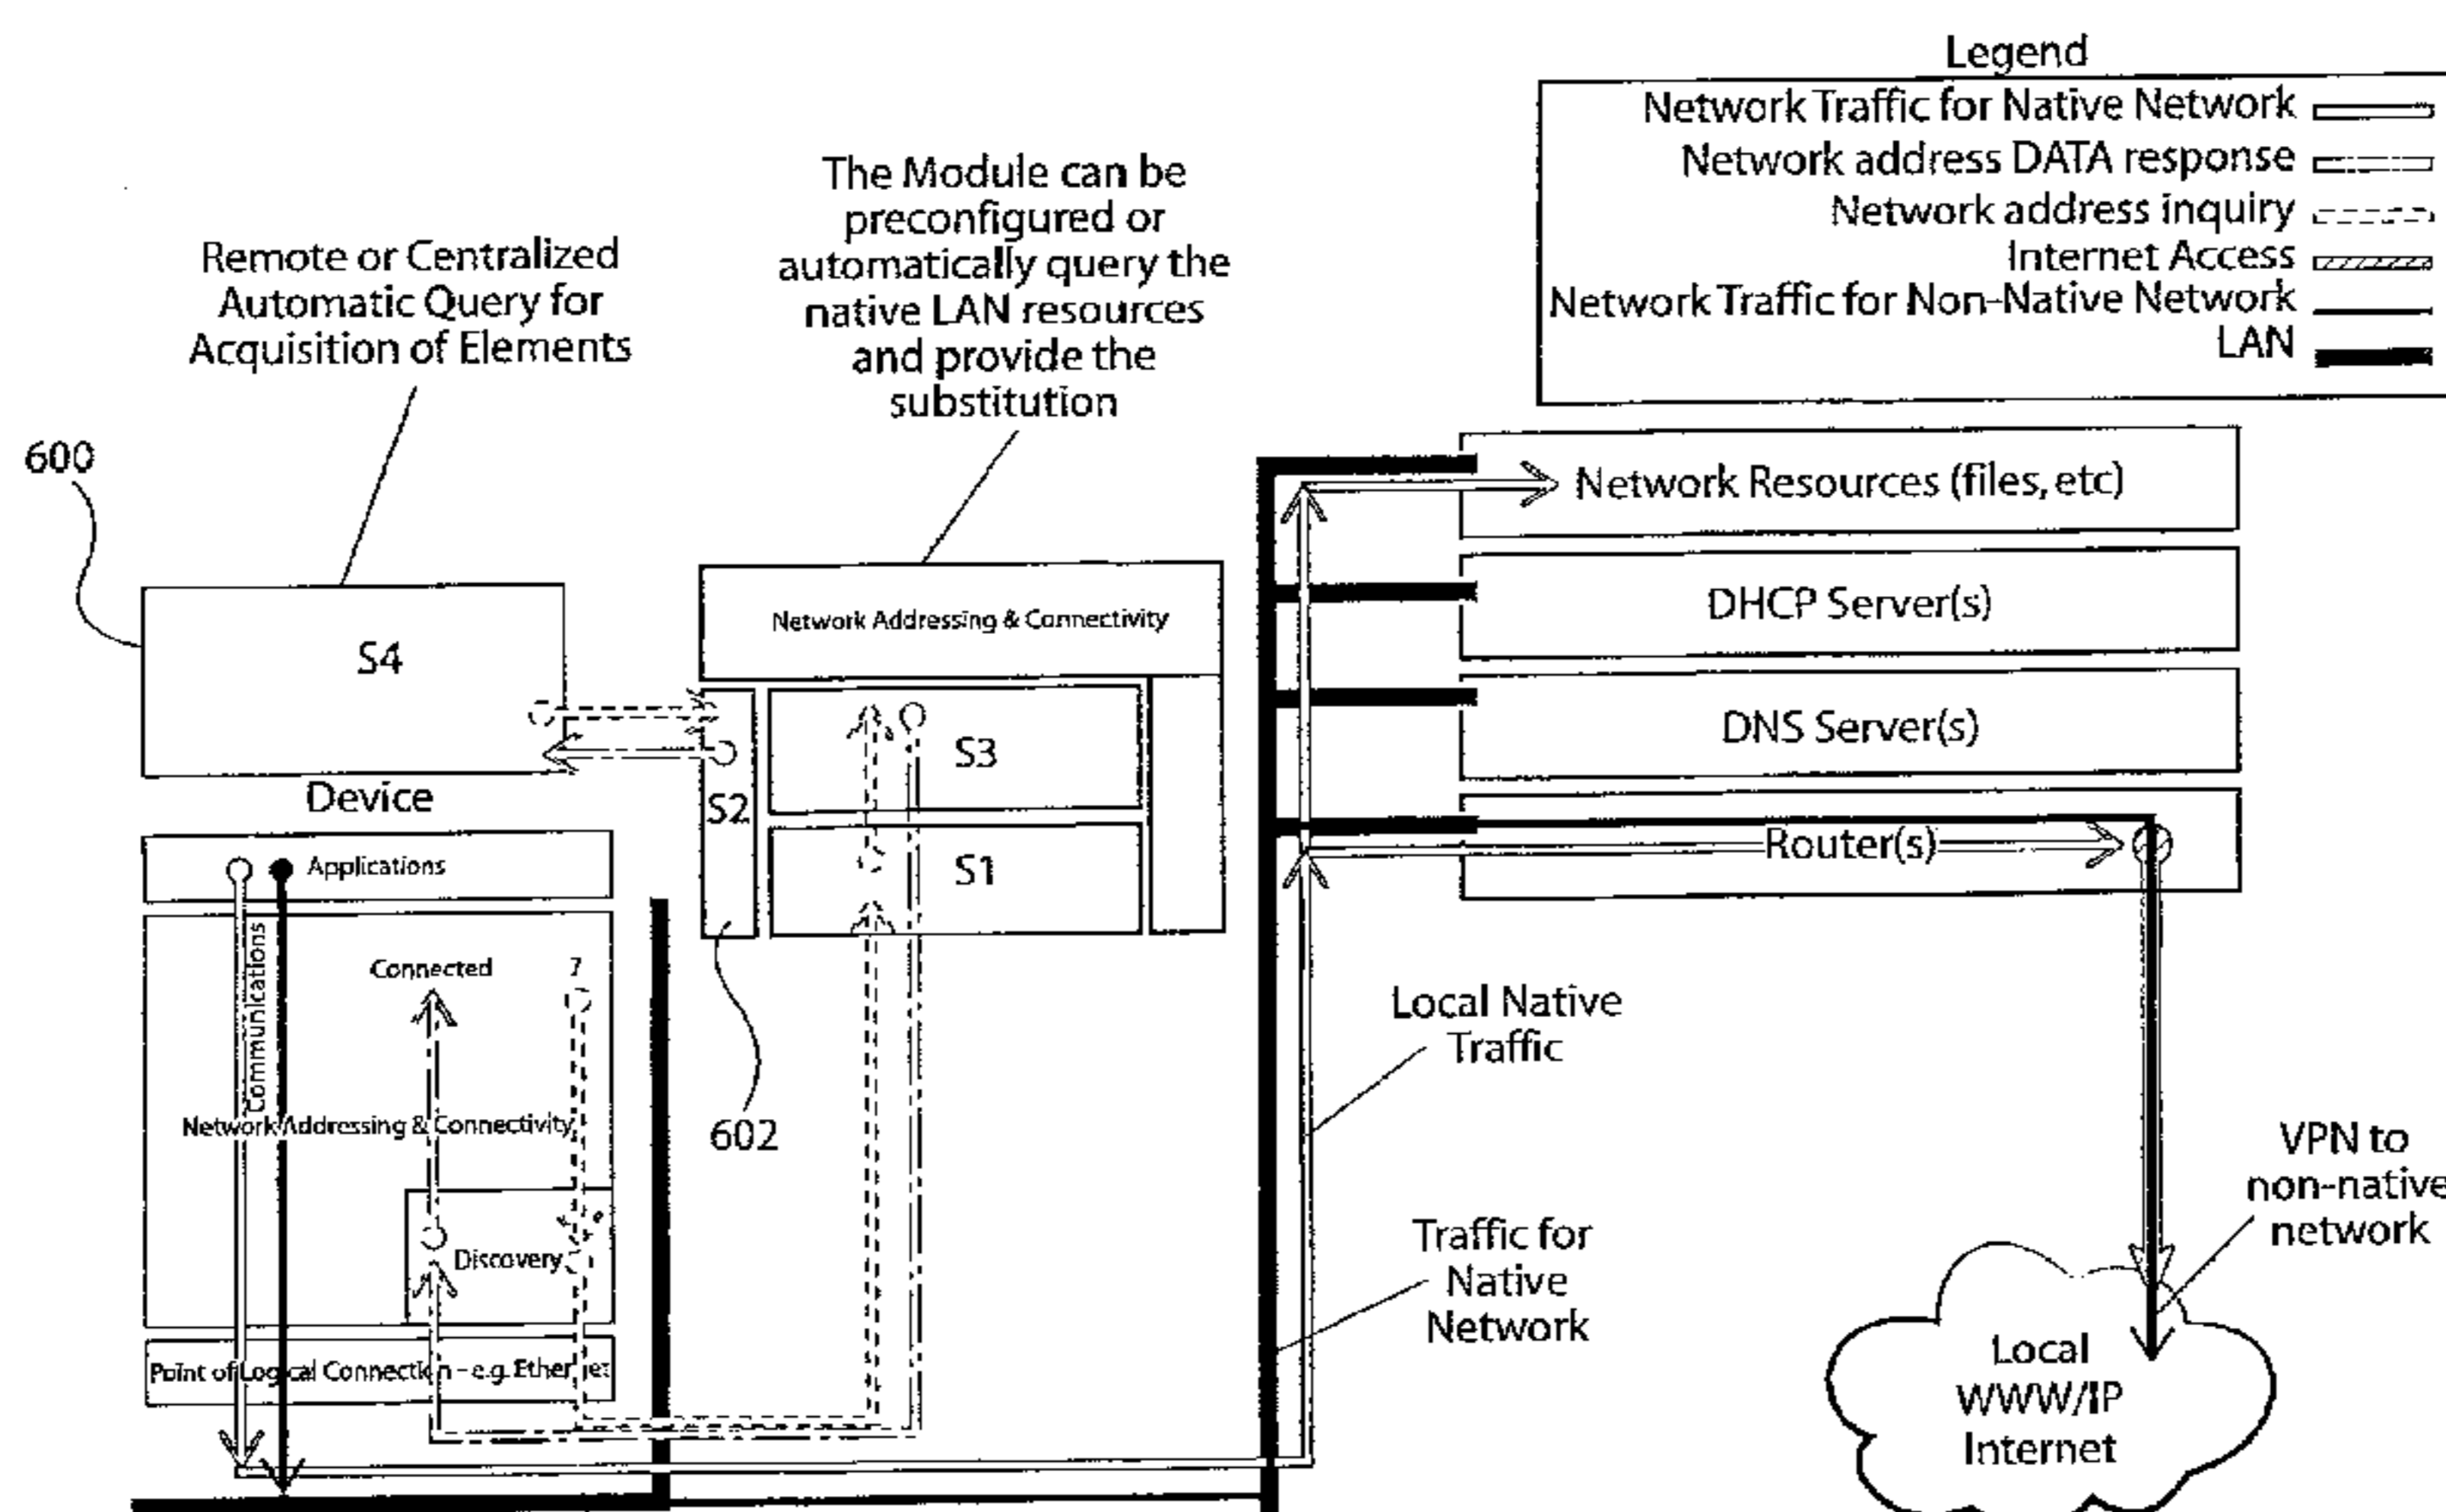 Legend
Network Traffic for Native Network
Network address DATA response
Network address inquiry
Internet Access
Network Traffic for Non-Native Network
LAN
The Module can be
preconfigured or
automatically query the
native LAN resources
and provide the
substitution
Remote or Centralized
Automatic Query for
Acquisition of Elements
600
Network Resources (files, etc)
DHCP Server(s)
DNS Server(s)
Router(s)
Network Addressing & Connectivity
S4
S3
S2
S1
Device
Applications
Communications
Connected
?
Network Addressing & Connectivity
Discovery
Point of Logical Connection - e.g. Ethernet
602
Local Native
Traffic
Traffic for
Native
Network
VPN to
non-native
network
Local
WWW/IP
Internet